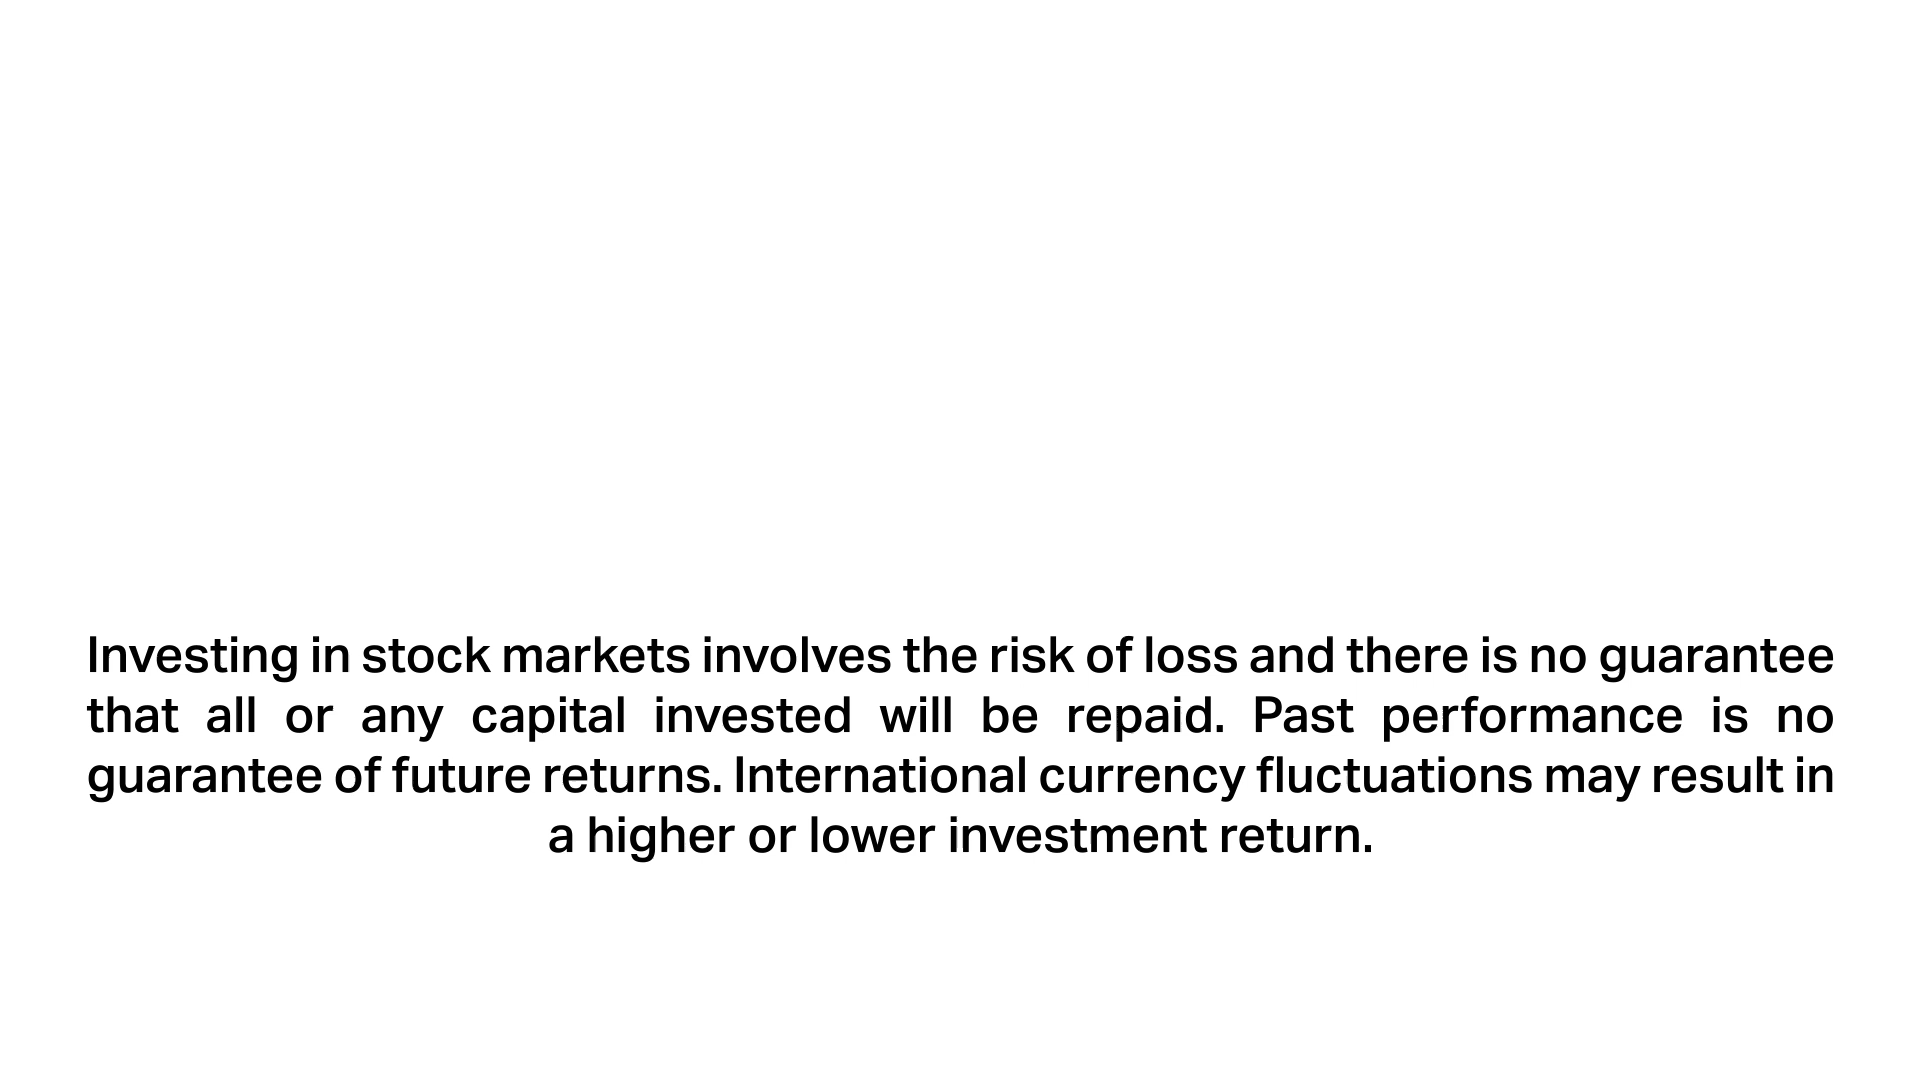 Investing in stock markets involves the risk of loss and there is no guarantee
that all or any capital invested will be repaid. Past performance is no
guarantee of future returns. International currency fluctuations may result in
a higher or lower investment return.